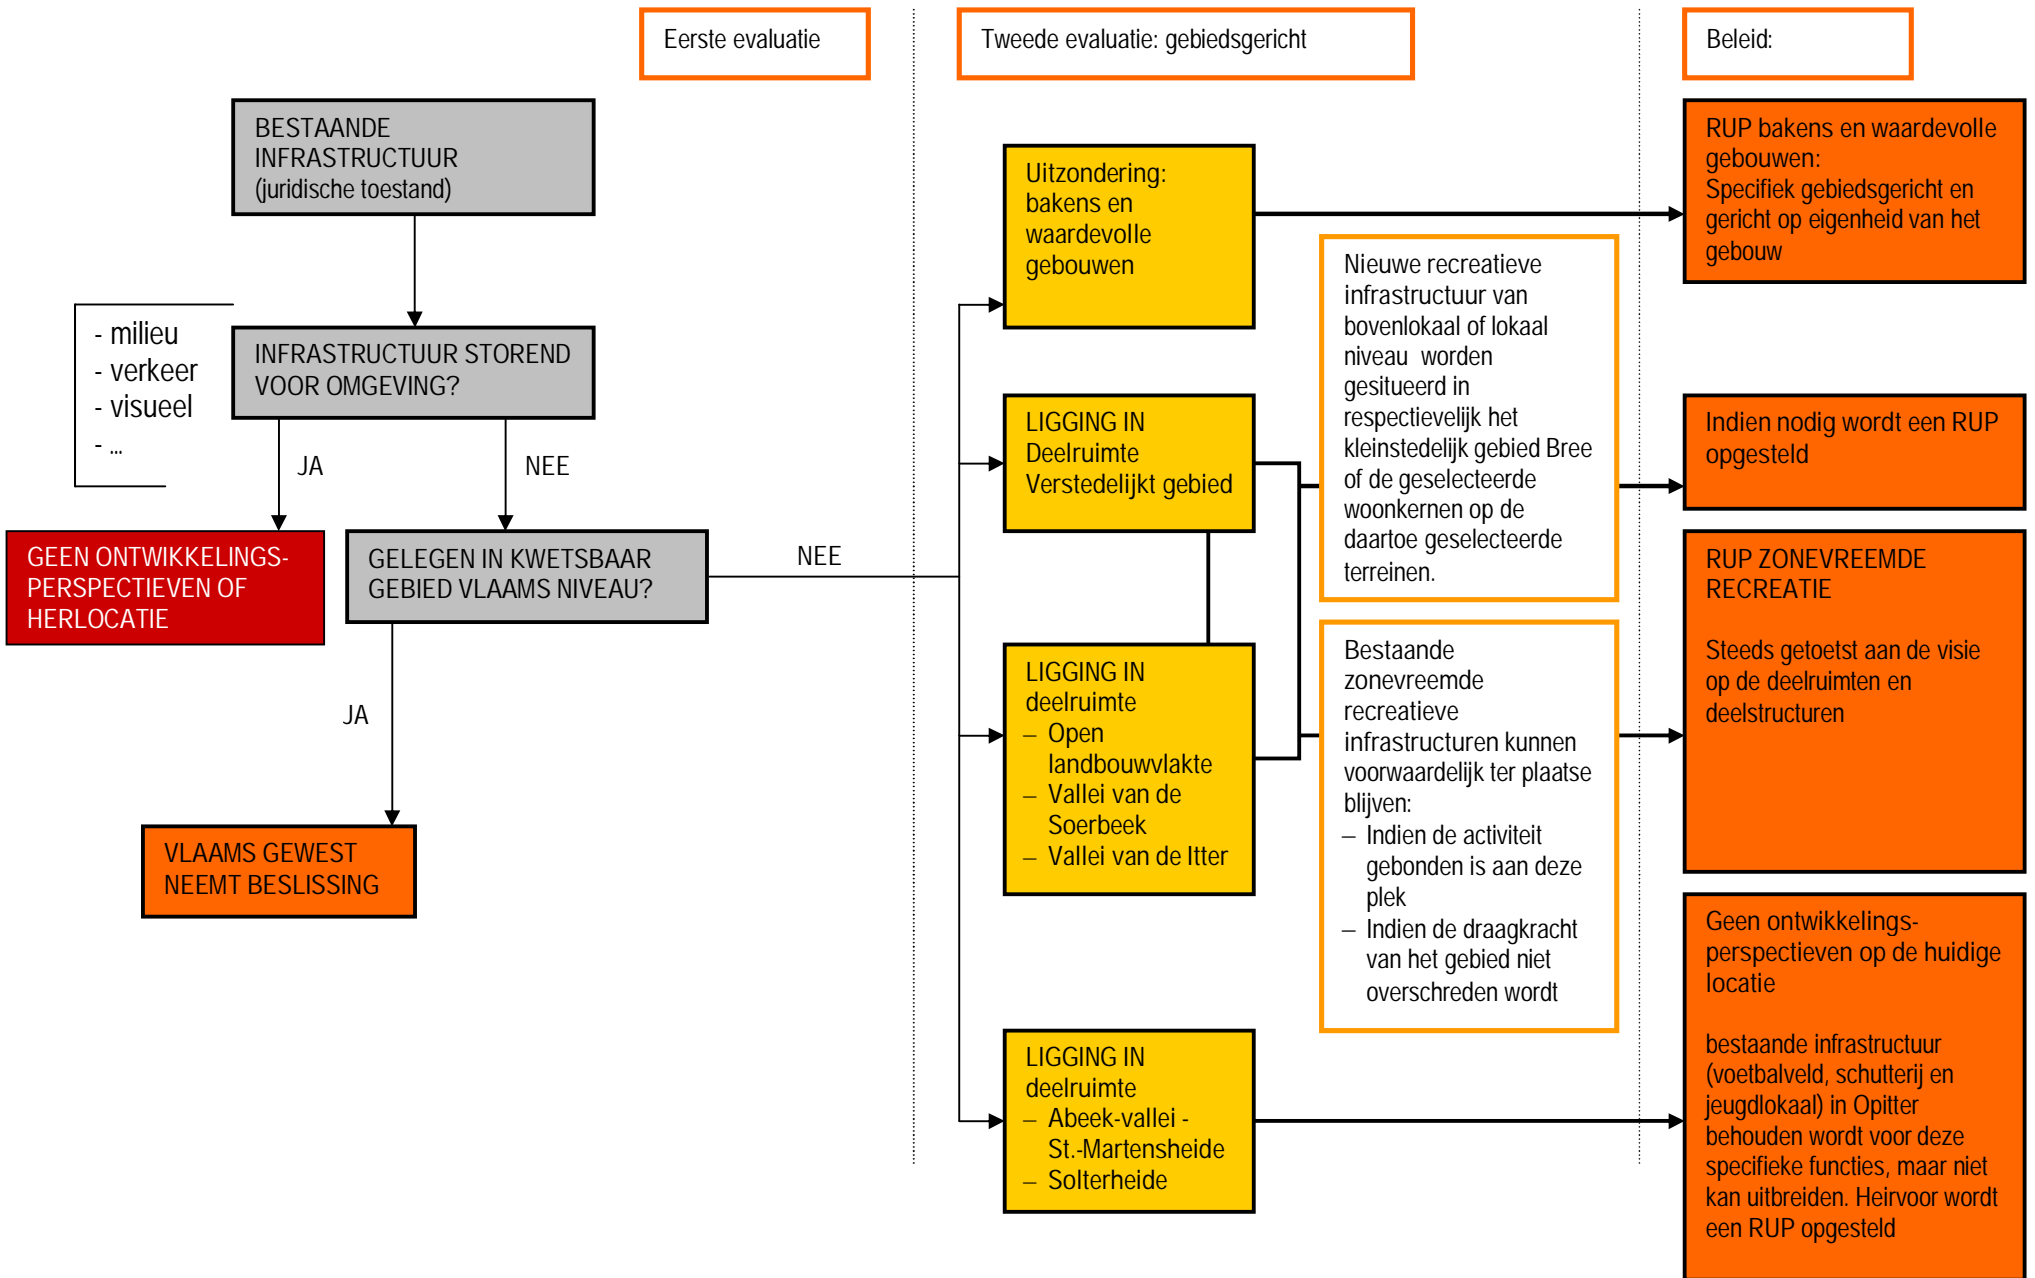 Eerste evaluatie
Tweede evaluatie: gebiedsgericht
Beleid:
BESTAANDE
INFRASTRUCTUUR
(juridische toestand)
- milieu
- verkeer
- visueel
- ...
INFRASTRUCTUUR STOREND
VOOR OMGEVING?
JA
NEE
GEEN ONTWIKKELINGS-
PERSPECTIEVEN OF
HERLOCATIE
GELEGEN IN KWETSBAAR
GEBIED VLAAMS NIVEAU?
NEE
JA
VLAAMS GEWEST
NEEMT BESLISSING
Uitzondering:
bakens en
waardevolle
gebouwen
LIGGING IN
Deelruimte
Verstedelijkt gebied
LIGGING IN
deelruimte
– Open
landbouwvlakte
– Vallei van de
Soerbeek
– Vallei van de Itter
LIGGING IN
deelruimte
– Abeek-vallei -
St.-Martensheide
– Solterheide
Nieuwe recreatieve
infrastructuur van
bovenlokaal of lokaal
niveau worden
gesitueerd in
respectievelijk het
kleinstedelijk gebied Bree
of de geselecteerde
woonkernen op de
daartoe geselecteerde
terreinen.
Bestaande
zonevreemde
recreatieve
infrastructuren kunnen
voorwaardelijk ter plaatse
blijven:
– Indien de activiteit
gebonden is aan deze
plek
– Indien de draagkracht
van het gebied niet
overschreden wordt
RUP bakens en waardevolle
gebouwen:
Specifiek gebiedsgericht en
gericht op eigenheid van het
gebouw
Indien nodig wordt een RUP
opgesteld
RUP ZONEVREEMDE
RECREATIE
Steeds getoetst aan de visie
op de deelruimten en
deelstructuren
Geen ontwikkelings-
perspectieven op de huidige
locatie
bestaande infrastructuur
(voetbalveld, schutterij en
jeugdlokaal) in Opitter
behouden wordt voor deze
specifieke functies, maar niet
kan uitbreiden. Heirvoor wordt
een RUP opgesteld